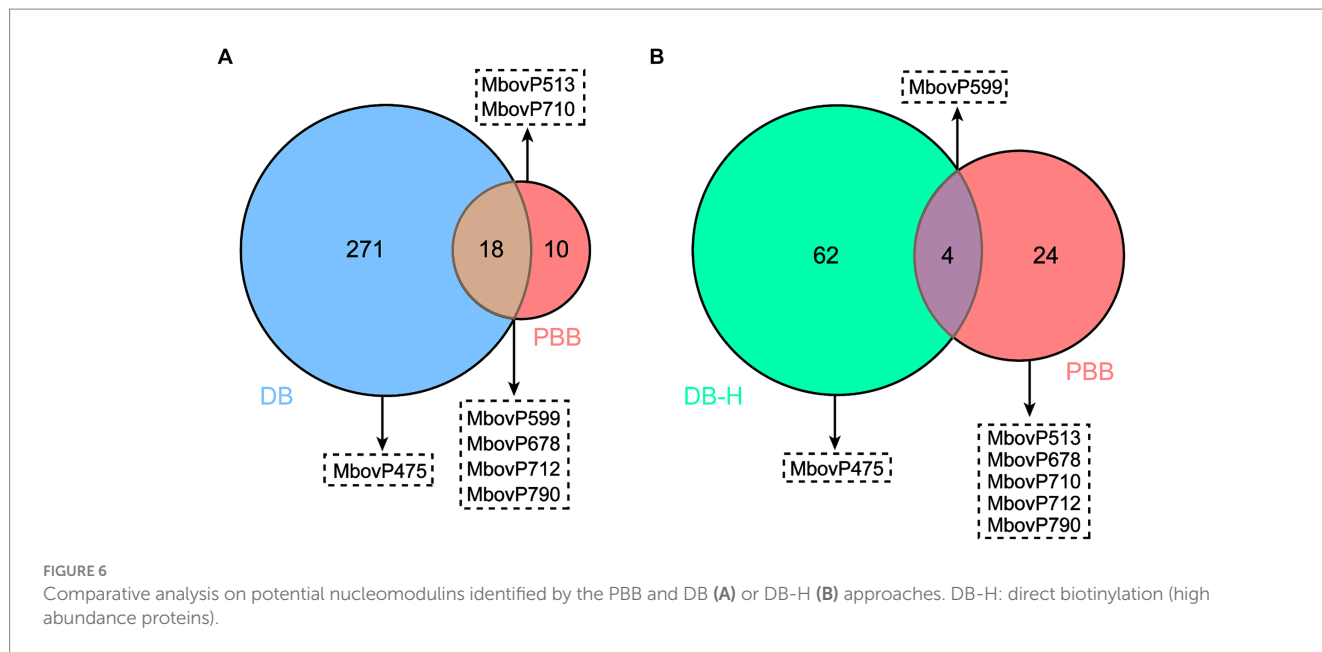 A
MbovP513
MbovP710
271
18
10
DB
PBB
MbovP475
MbovP599
MbovP678
MbovP712
MbovP790
B
MbovP599
62
4
24
DB-H
PBB
MbovP475
MbovP513
MbovP678
MbovP710
MbovP712
MbovP790
FIGURE 6
Comparative analysis on potential nucleomodulins identified by the PBB and DB (A) or DB-H (B) approaches. DB-H: direct biotinylation (high
abundance proteins).